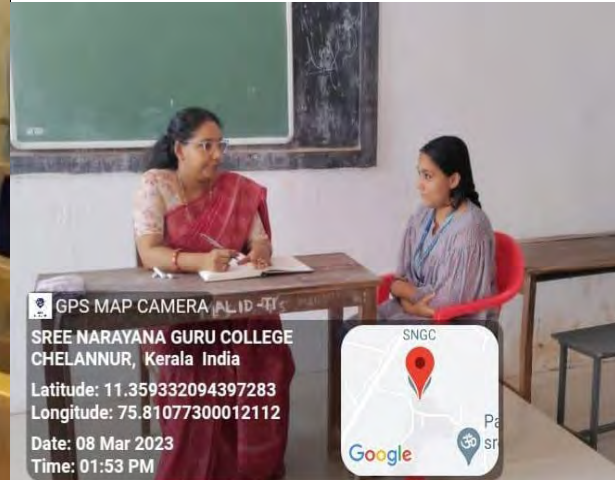 GPS MAP CAMERA
SREE NARAYANA GURU COLLEGE
CHELANNUR, Kerala India
Latitude: 11.359332094397283
Longitude: 75.81077300012112
Date: 08 Mar 2023
Time: 01:53 PM
SNGC
Google